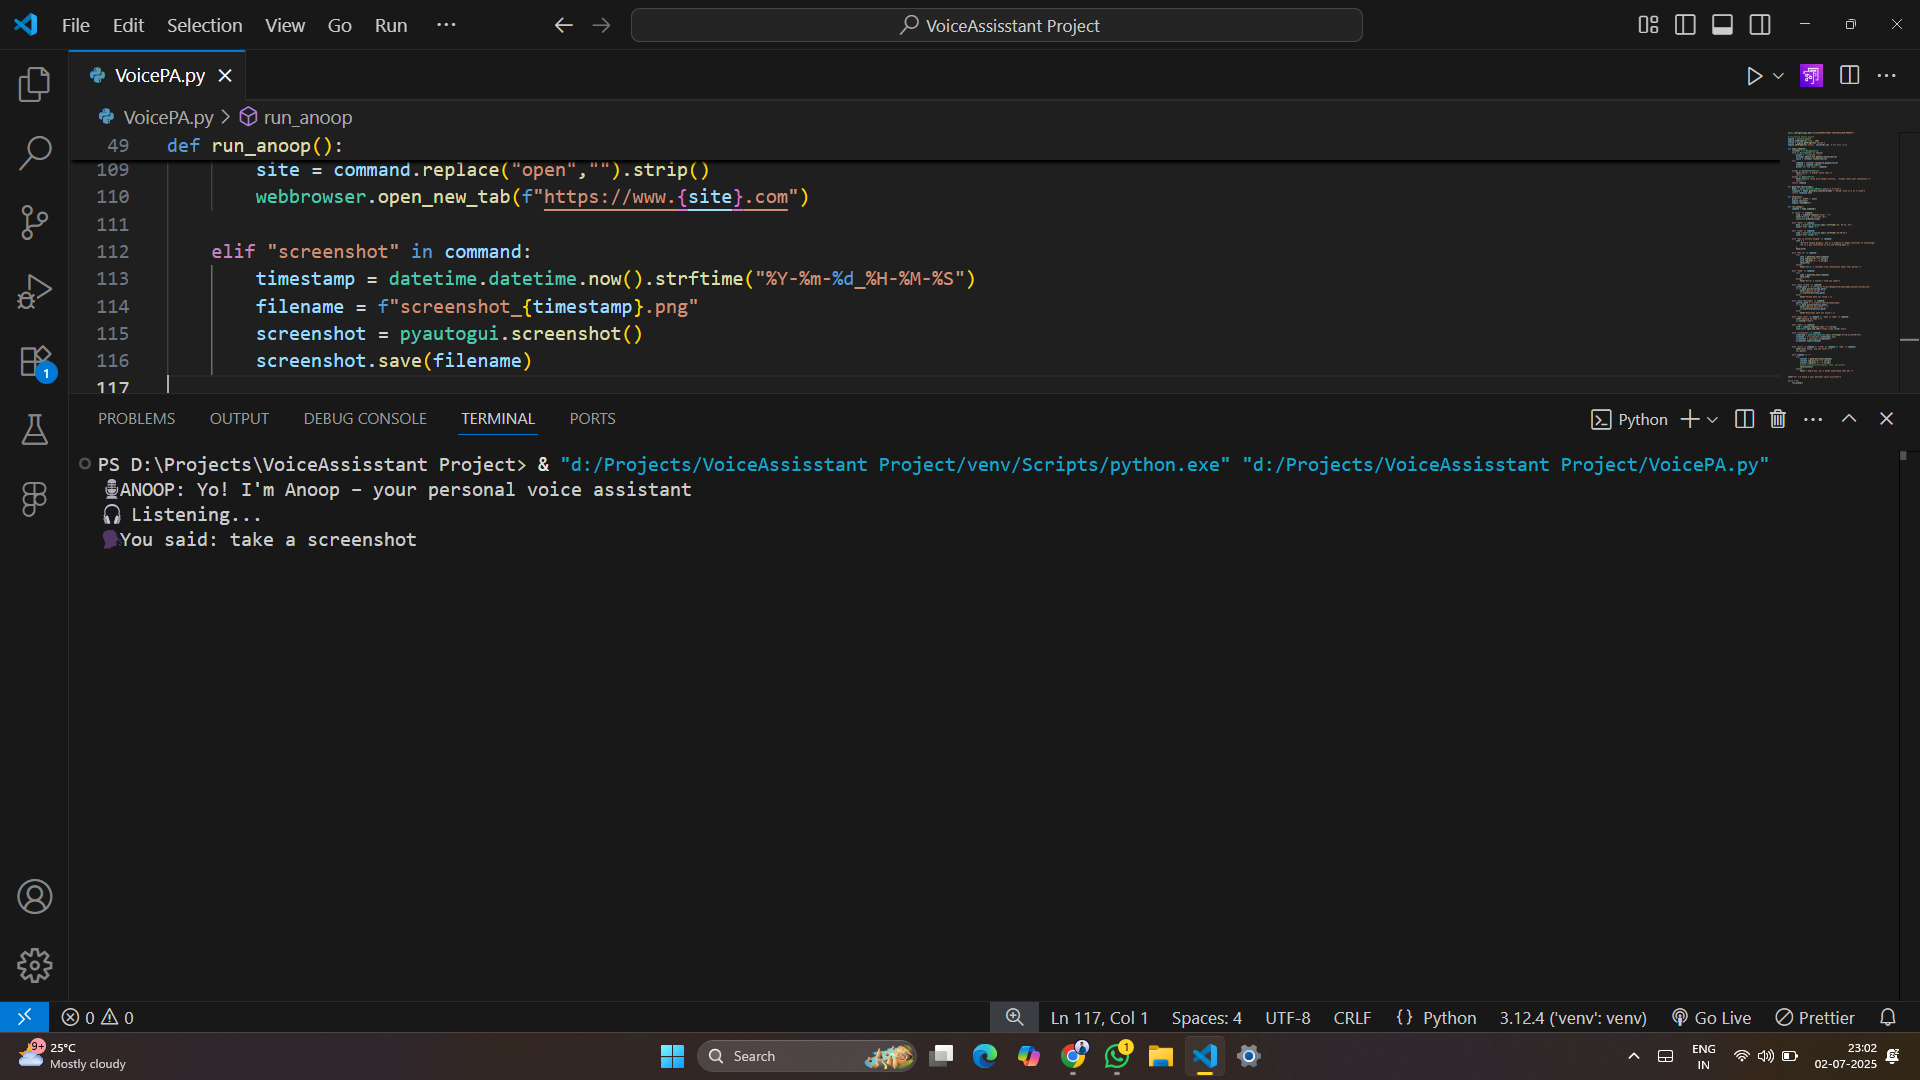 File Edit Selection View Go Run ···
VoiceAssisstant Project
VoicePA.py
VoicePA.py > run_anoop
49 def run_anoop():
109 site = command.replace("open","").strip()
110 webbrowser.open_new_tab(f"https://www.{site}.com")
111
112 elif "screenshot" in command:
113 timestamp = datetime.datetime.now().strftime("%Y-%m-%d_%H-%M-%S")
114 filename = f"screenshot_{timestamp}.png"
115 screenshot = pyautogui.screenshot()
116 screenshot.save(filename)
117
1
PROBLEMS OUTPUT DEBUG CONSOLE TERMINAL PORTS
Python
PS D:\Projects\VoiceAssisstant Project> & "d:/Projects/VoiceAssisstant Project/venv/Scripts/python.exe" "d:/Projects/VoiceAssisstant Project/VoicePA.py"
🎙ANOOP: Yo! I'm Anoop – your personal voice assistant
🎧 Listening...
🗣You said: take a screenshot
0 0
Ln 117, Col 1 Spaces: 4 UTF-8 CRLF {} Python 3.12.4 ('venv': venv) Go Live Prettier
9+
25°C
Mostly cloudy
Search
1
ENG
IN
23:02
02-07-2025